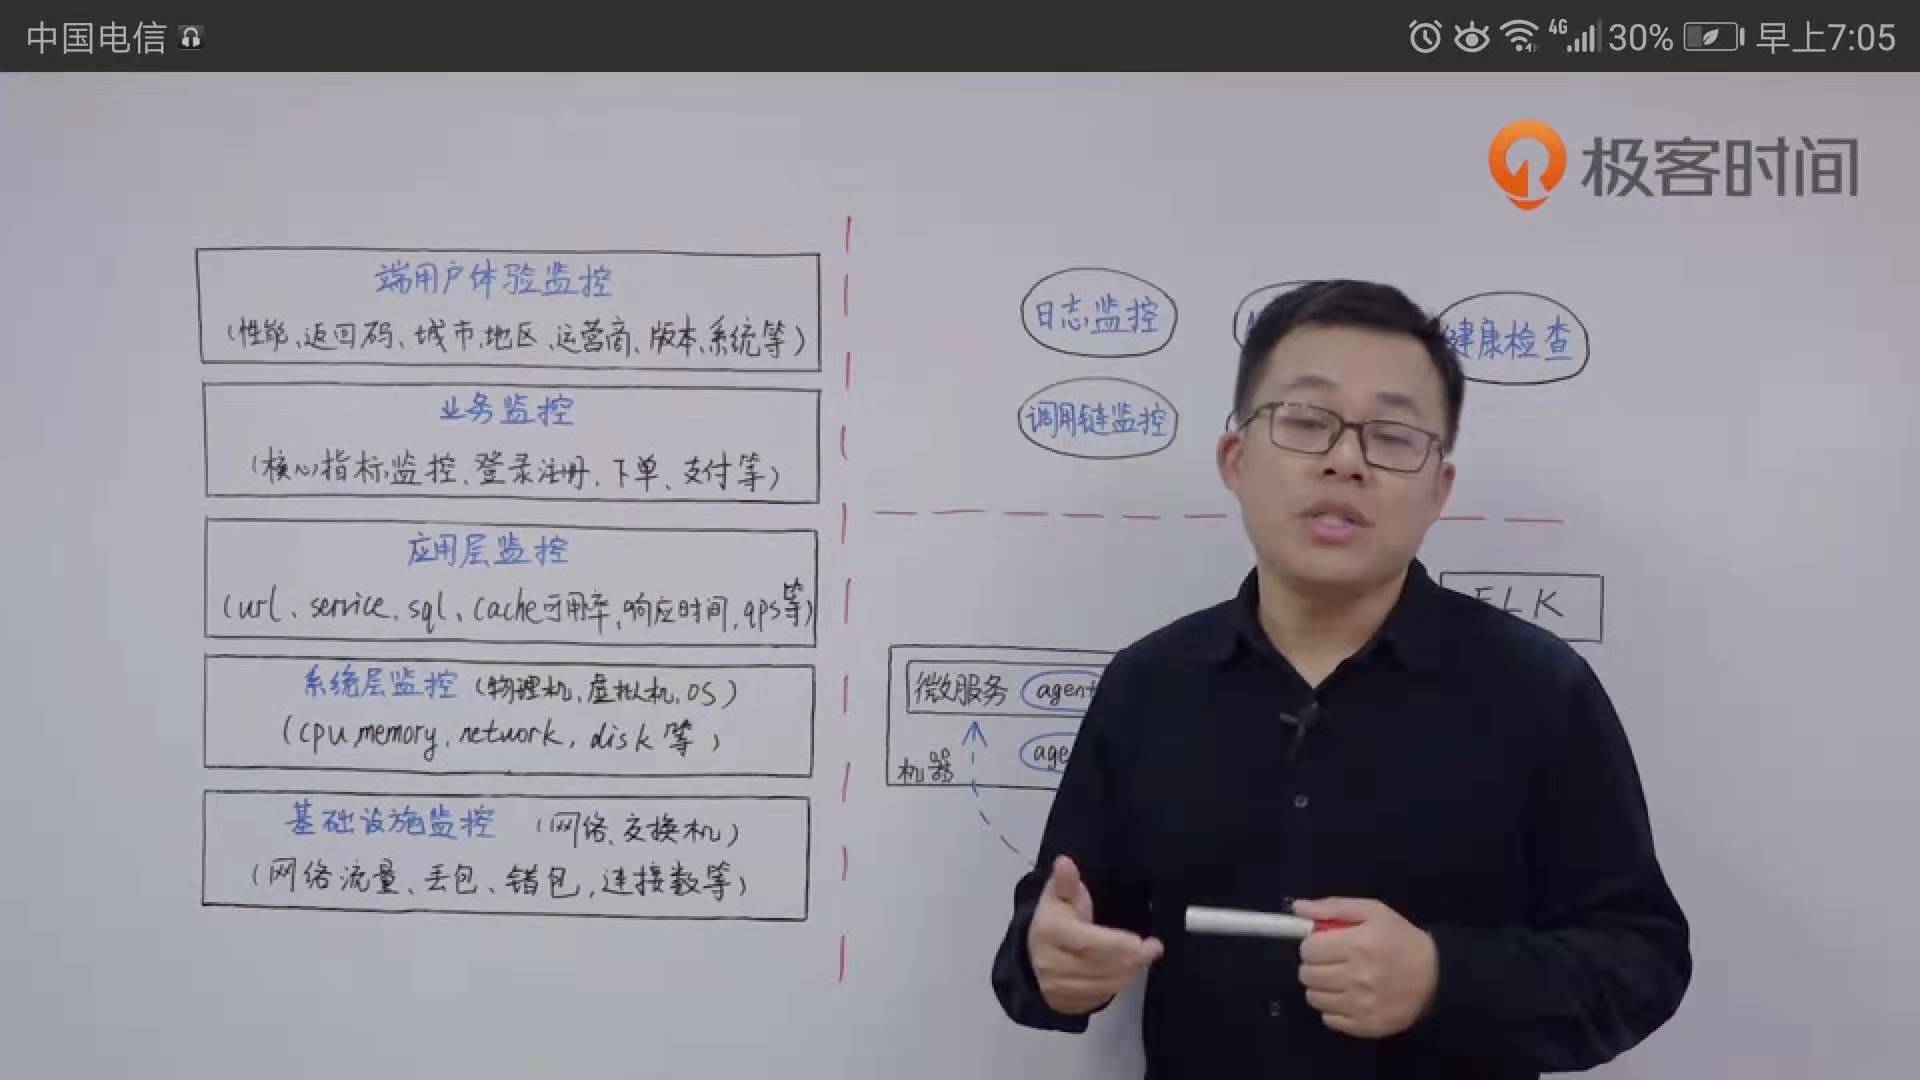 中国电信
4G 30% 早上7:05
极客时间
端用户体验监控
(性能、返回码、城市、地区、运营商、版本、系统等)
业务监控
(核心指标监控、登录注册、下单、支付等)
应用层监控
(url、service、sql、cache可用率、响应时间、qps等)
系统层监控 (物理机、虚拟机、OS)
(cpu、memory、network、disk等)
基础设施监控 (网络、交换机)
(网络流量、丢包、错包、连接数等)
日志监控
健康检查
调用链监控
ELK
微服务 agent
机器